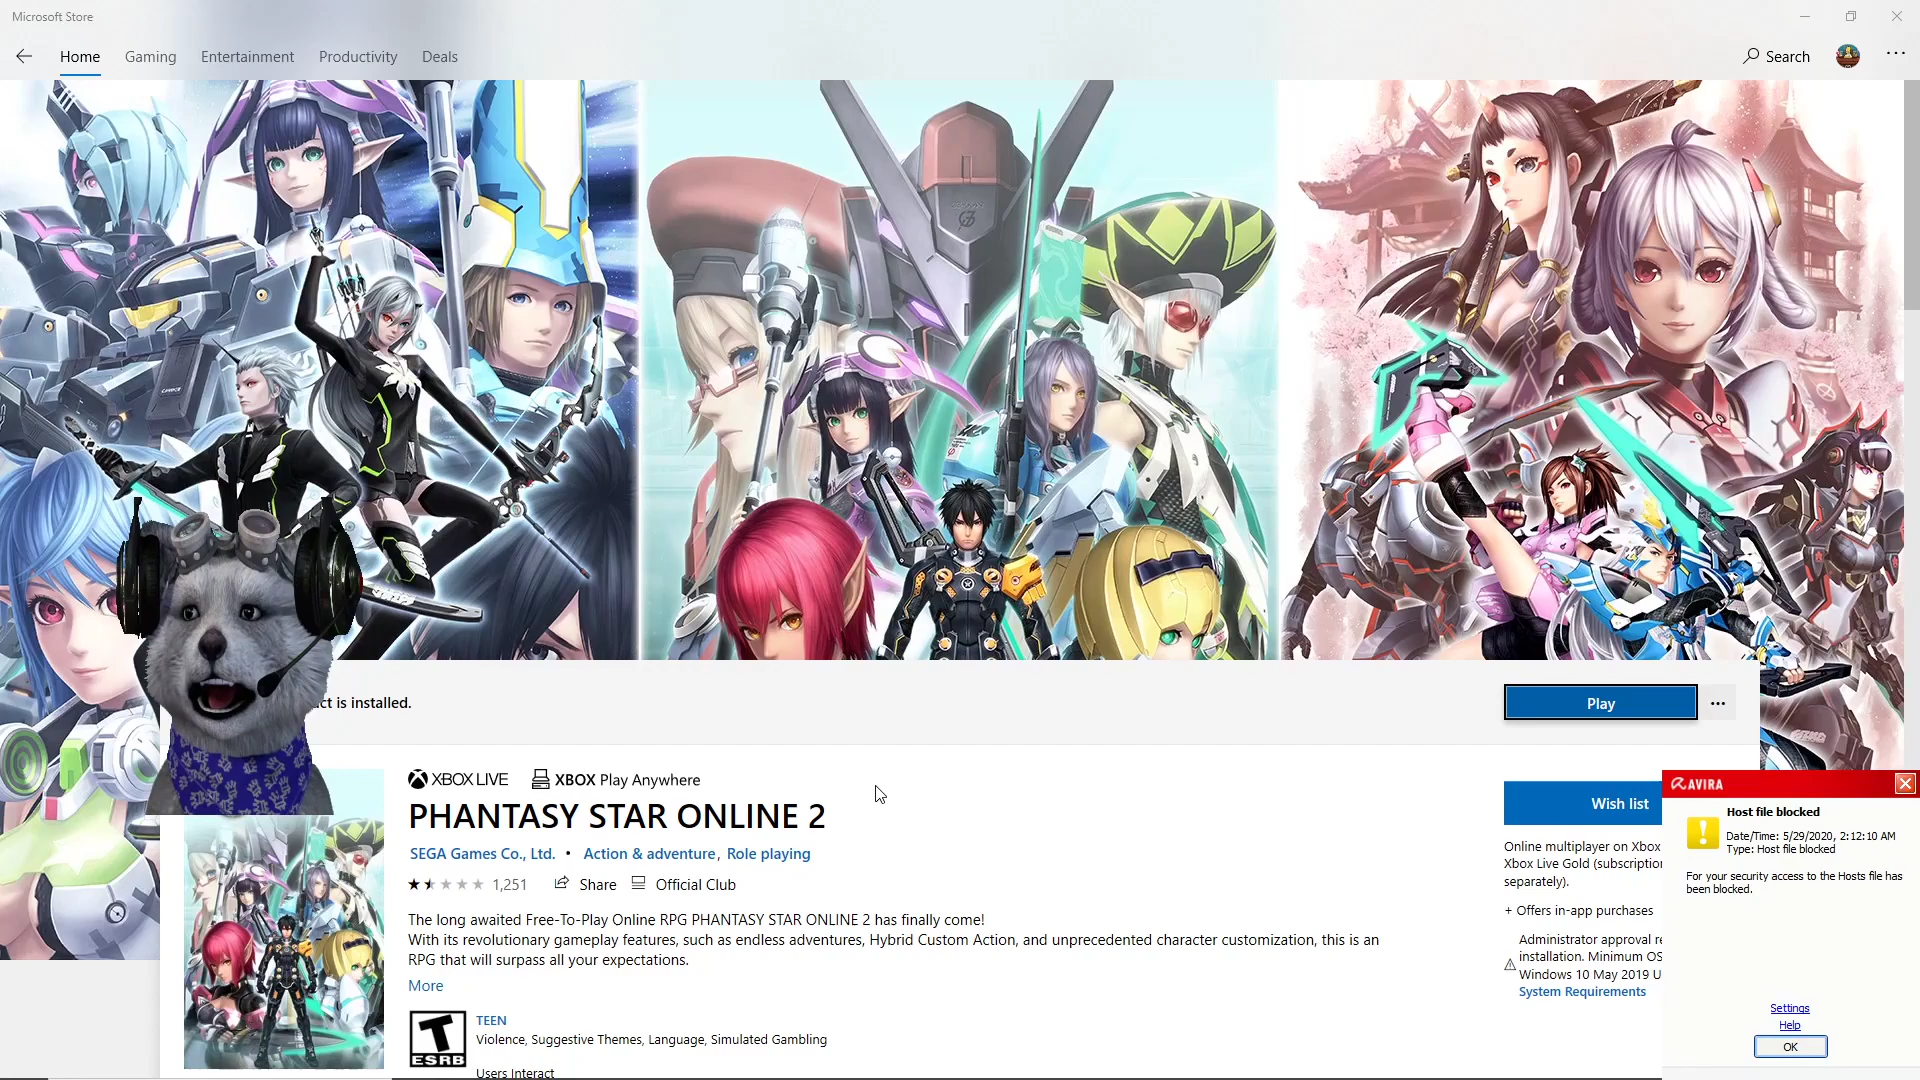 Microsoft Store
Home Gaming Entertainment Productivity Deals
Search
ct is installed.
Play
XBOX LIVE XBOX Play Anywhere
PHANTASY STAR ONLINE 2
SEGA Games Co., Ltd. • Action & adventure, Role playing
1,251 Share Official Club
The long awaited Free-To-Play Online RPG PHANTASY STAR ONLINE 2 has finally come!
With its revolutionary gameplay features, such as endless adventures, Hybrid Custom Action, and unprecedented character customization, this is an
RPG that will surpass all your expectations.
More
T
ESRB
TEEN
Violence, Suggestive Themes, Language, Simulated Gambling
Users Interact
Wish list
Online multiplayer on Xbox
Xbox Live Gold (subscription
separately).
+ Offers in-app purchases
Administrator approval re
installation. Minimum OS
Windows 10 May 2019 U
System Requirements
AVIRA
Host file blocked
Date/Time: 5/29/2020, 2:12:10 AM
Type: Host file blocked
For your security access to the Hosts file has
been blocked.
Settings
Help
OK